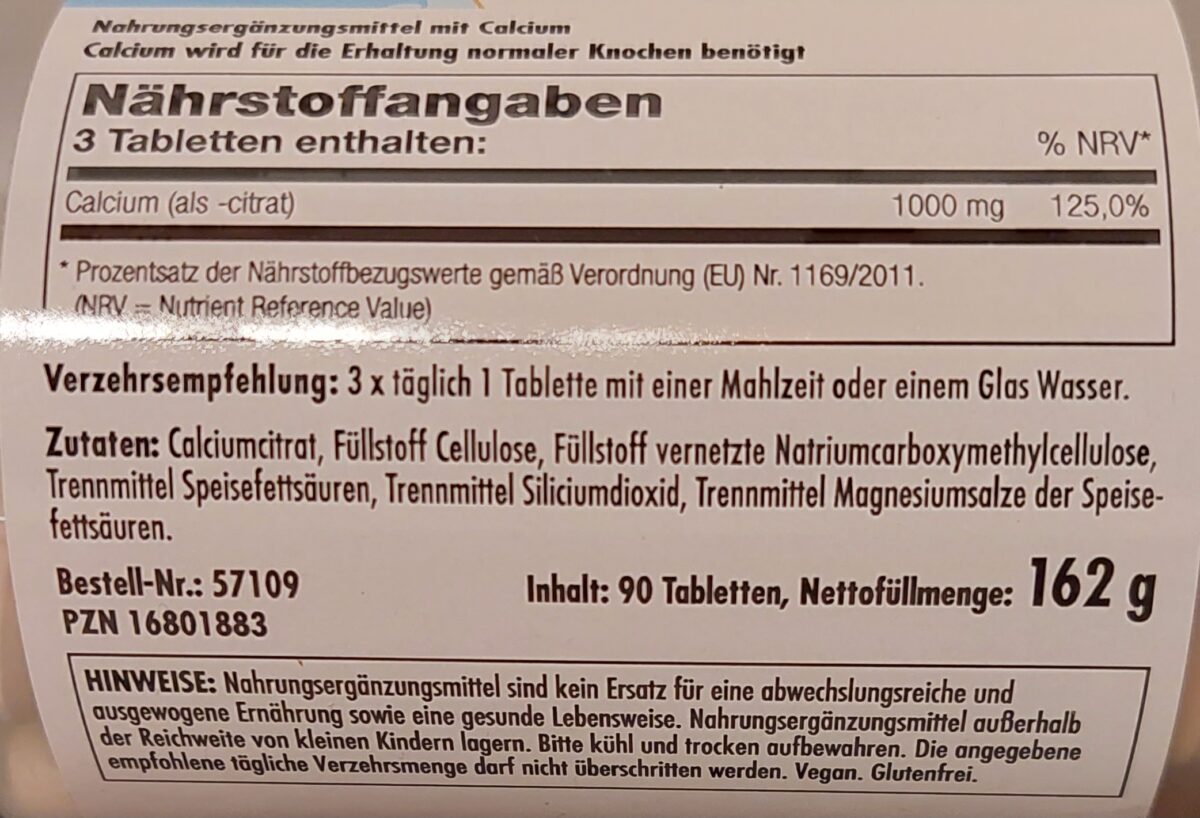 Nahrungsergänzungsmittel mit Calcium
Calcium wird für die Erhaltung normaler Knochen benötigt
Nährstoffangaben
3 Tabletten enthalten: % NRV*
Calcium (als -citrat) 1000 mg 125,0%
* Prozentsatz der Nährstoffbezugswerte gemäß Verordnung (EU) Nr. 1169/2011.
(NRV = Nutrient Reference Value)
Verzehrsempfehlung: 3 x täglich 1 Tablette mit einer Mahlzeit oder einem Glas Wasser.
Zutaten: Calciumcitrat, Füllstoff Cellulose, Füllstoff vernetzte Natriumcarboxymethylcellulose,
Trennmittel Speisefettsäuren, Trennmittel Siliciumdioxid, Trennmittel Magnesiumsalze der Speise-
fettsäuren.
Bestell-Nr.: 57109 Inhalt: 90 Tabletten, Nettofüllmenge: 162 g
PZN 16801883
HINWEISE: Nahrungsergänzungsmittel sind kein Ersatz für eine abwechslungsreiche und
ausgewogene Ernährung sowie eine gesunde Lebensweise. Nahrungsergänzungsmittel außerhalb
der Reichweite von kleinen Kindern lagern. Bitte kühl und trocken aufbewahren. Die angegebene
empfohlene tägliche Verzehrsmenge darf nicht überschritten werden. Vegan. Glutenfrei.